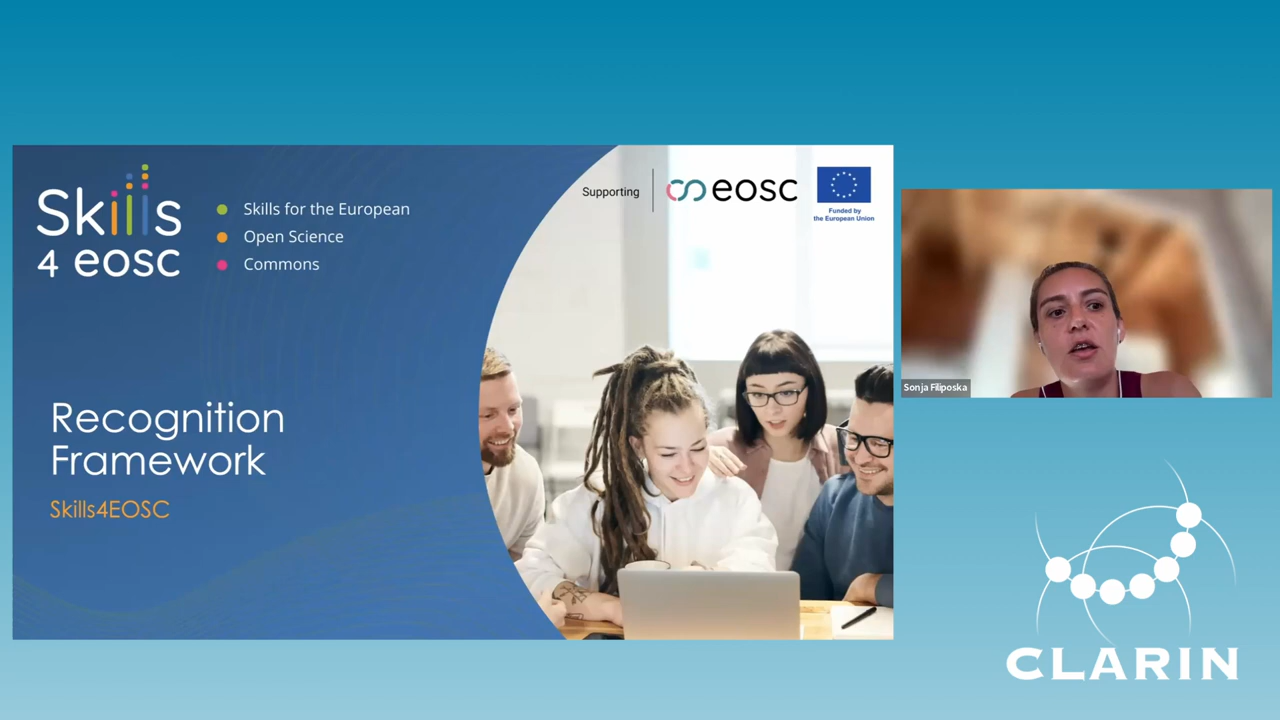 Skills
4 eosc
Skills for the European
Open Science
Commons
Supporting
eosc
Funded by
the European Union
Recognition
Framework
Skills4EOSC
Sonja Filiposka
CLARIN